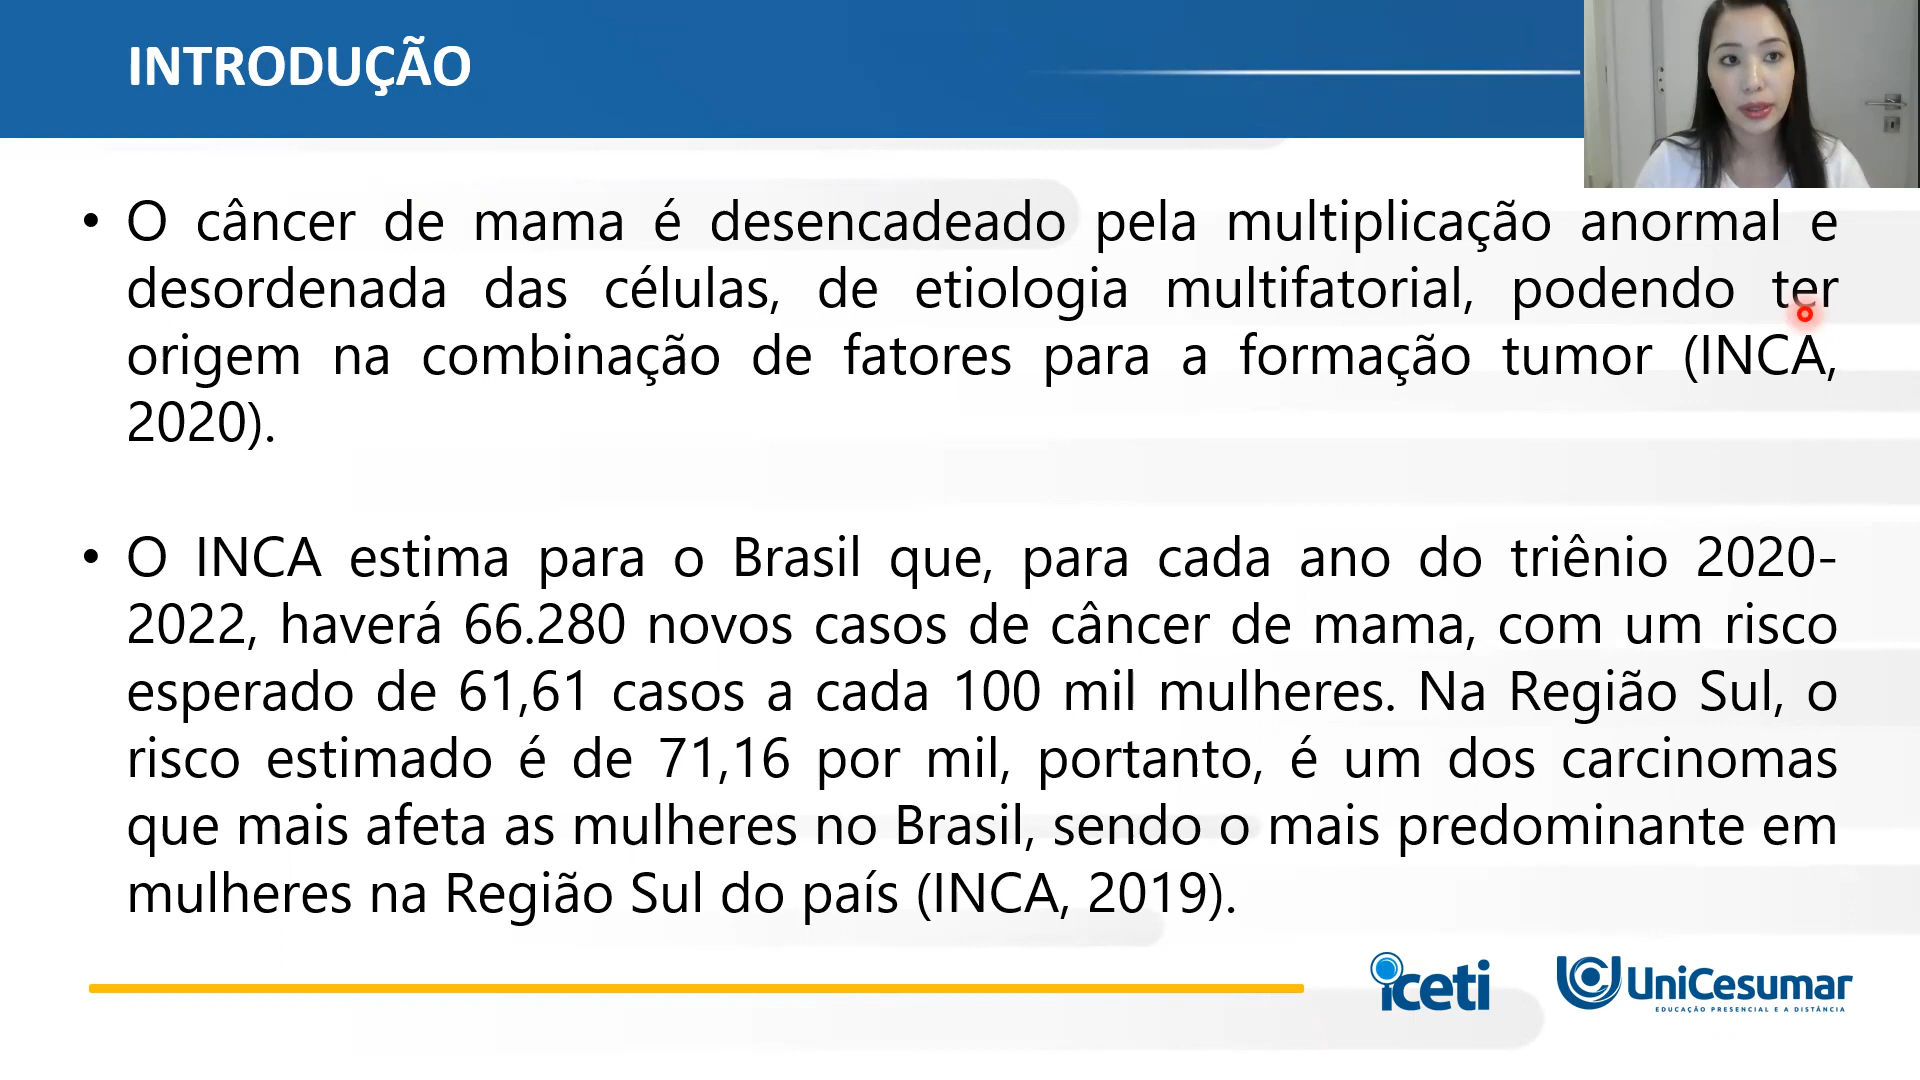 INTRODUÇÃO
• O câncer de mama é desencadeado pela multiplicação anormal e
desordenada das células, de etiologia multifatorial, podendo ter
origem na combinação de fatores para a formação tumor (INCA,
2020).
• O INCA estima para o Brasil que, para cada ano do triênio 2020-
2022, haverá 66.280 novos casos de câncer de mama, com um risco
esperado de 61,61 casos a cada 100 mil mulheres. Na Região Sul, o
risco estimado é de 71,16 por mil, portanto, é um dos carcinomas
que mais afeta as mulheres no Brasil, sendo o mais predominante em
mulheres na Região Sul do país (INCA, 2019).
iceti
UniCesumar
EDUCAÇÃO PRESENCIAL E A DISTÂNCIA